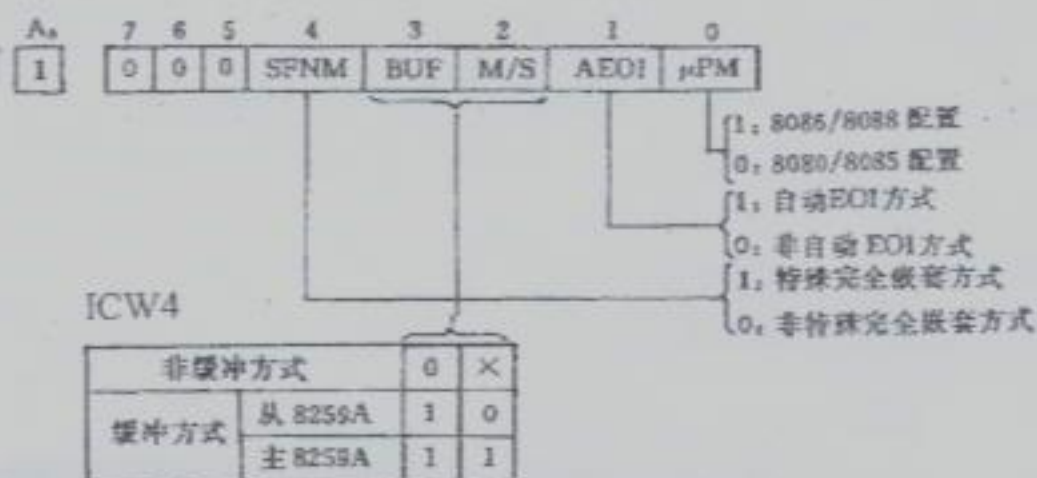 A₀ 7 6 5 4 3 2 1 0
1 0 0 0 SFNM BUF M/S AEOI μPM
1: 8086/8088 配置
0: 8080/8085 配置
1: 自动EOI方式
0: 非自动EOI方式
1: 特殊完全嵌套方式
0: 非特殊完全嵌套方式
ICW4
非缓冲方式 0 ×
缓冲方式 从 8259A 1 0
主 8259A 1 1